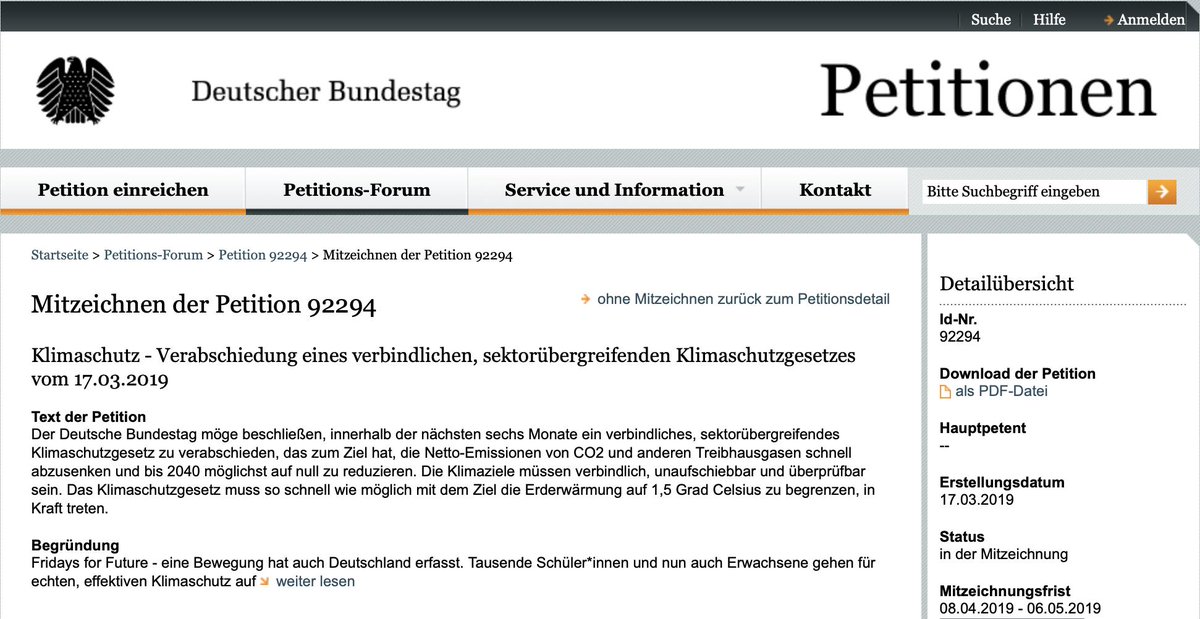 Suche Hilfe Anmelden
Deutscher Bundestag
Petitionen
Petition einreichen Petitions-Forum Service und Information Kontakt Bitte Suchbegriff eingeben
Startseite > Petitions-Forum > Petition 92294 > Mitzeichnen der Petition 92294
Mitzeichnen der Petition 92294
ohne Mitzeichnen zurück zum Petitionsdetail
Klimaschutz - Verabschiedung eines verbindlichen, sektorübergreifenden Klimaschutzgesetzes
vom 17.03.2019
Text der Petition
Der Deutsche Bundestag möge beschließen, innerhalb der nächsten sechs Monate ein verbindliches, sektorübergreifendes
Klimaschutzgesetz zu verabschieden, das zum Ziel hat, die Netto-Emissionen von CO2 und anderen Treibhausgasen schnell
abzusenken und bis 2040 möglichst auf null zu reduzieren. Die Klimaziele müssen verbindlich, unaufschiebbar und überprüfbar
sein. Das Klimaschutzgesetz muss so schnell wie möglich mit dem Ziel die Erderwärmung auf 1,5 Grad Celsius zu begrenzen, in
Kraft treten.
Begründung
Fridays for Future - eine Bewegung hat auch Deutschland erfasst. Tausende Schüler*innen und nun auch Erwachsene gehen für
echten, effektiven Klimaschutz auf weiter lesen
Detailübersicht
Id-Nr.
92294
Download der Petition
als PDF-Datei
Hauptpetent
--
Erstellungsdatum
17.03.2019
Status
in der Mitzeichnung
Mitzeichnungsfrist
08.04.2019 - 06.05.2019